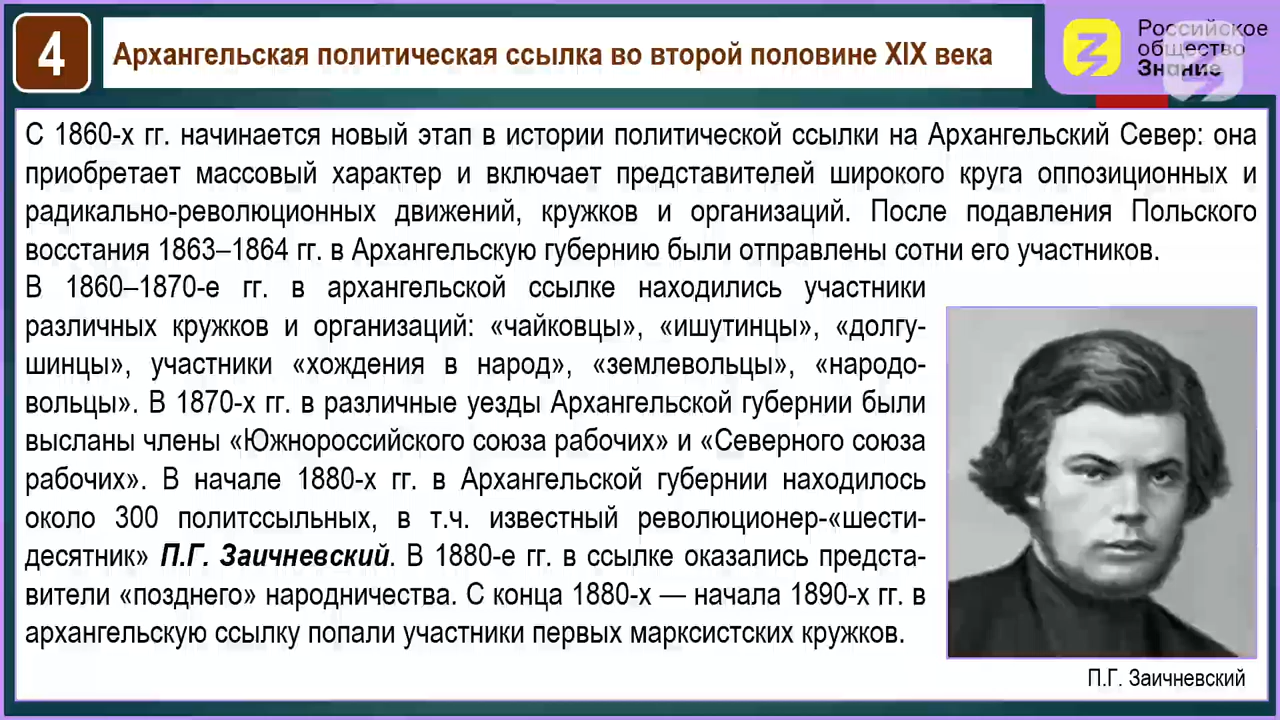 4
Архангельская политическая ссылка во второй половине XIX века
Российское
общество
Знание
С 1860-х гг. начинается новый этап в истории политической ссылки на Архангельский Север: она
приобретает массовый характер и включает представителей широкого круга оппозиционных и
радикально-революционных движений, кружков и организаций. После подавления Польского
восстания 1863–1864 гг. в Архангельскую губернию были отправлены сотни его участников.
В 1860–1870-е гг. в архангельской ссылке находились участники
различных кружков и организаций: «чайковцы», «ишутинцы», «долгу-
шинцы», участники «хождения в народ», «землевольцы», «народо-
вольцы». В 1870-х гг. в различные уезды Архангельской губернии были
высланы члены «Южнороссийского союза рабочих» и «Северного союза
рабочих». В начале 1880-х гг. в Архангельской губернии находилось
около 300 политссыльных, в т.ч. известный революционер-«шести-
десятник» П.Г. Заичневский. В 1880-е гг. в ссылке оказались предста-
вители «позднего» народничества. С конца 1880-х — начала 1890-х гг. в
архангельскую ссылку попали участники первых марксистских кружков.
П.Г. Заичневский